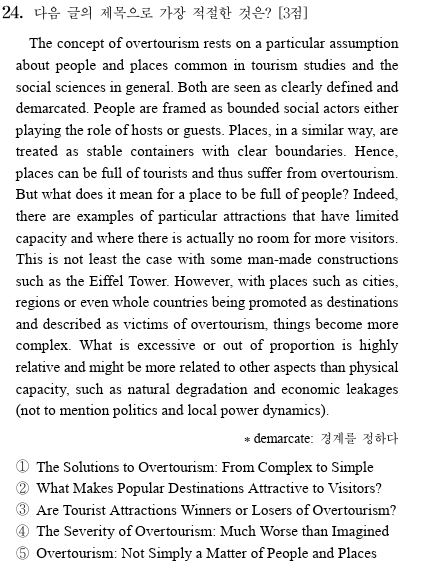 24. 다음 글의 제목으로 가장 적절한 것은? [3점]
The concept of overtourism rests on a particular assumption
about people and places common in tourism studies and the
social sciences in general. Both are seen as clearly defined and
demarcated. People are framed as bounded social actors either
playing the role of hosts or guests. Places, in a similar way, are
treated as stable containers with clear boundaries. Hence,
places can be full of tourists and thus suffer from overtourism.
But what does it mean for a place to be full of people? Indeed,
there are examples of particular attractions that have limited
capacity and where there is actually no room for more visitors.
This is not least the case with some man-made constructions
such as the Eiffel Tower. However, with places such as cities,
regions or even whole countries being promoted as destinations
and described as victims of overtourism, things become more
complex. What is excessive or out of proportion is highly
relative and might be more related to other aspects than physical
capacity, such as natural degradation and economic leakages
(not to mention politics and local power dynamics).
* demarcate: 경계를 정하다
① The Solutions to Overtourism: From Complex to Simple
② What Makes Popular Destinations Attractive to Visitors?
③ Are Tourist Attractions Winners or Losers of Overtourism?
④ The Severity of Overtourism: Much Worse than Imagined
⑤ Overtourism: Not Simply a Matter of People and Places